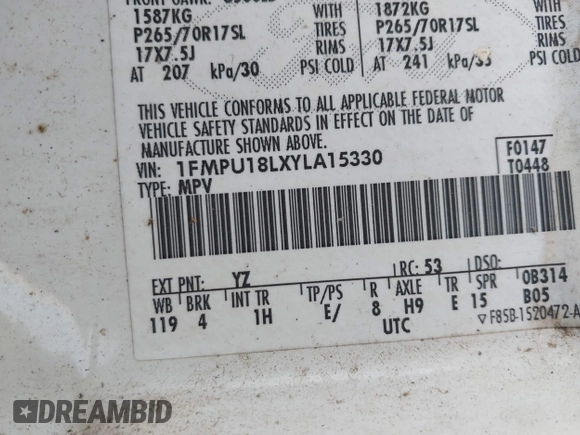 1587KG WITH 1872KG WITH
P265/70R17SL TIRES P265/70R17SL TIRES
17X7.5J RIMS 17X7.5J RIMS
AT 207 kPa/30 PSI COLD AT 241 kPa/35 PSI COLD
THIS VEHICLE CONFORMS TO ALL APPLICABLE FEDERAL MOTOR
VEHICLE SAFETY STANDARDS IN EFFECT ON THE DATE OF
MANUFACTURE SHOWN ABOVE.
VIN: 1FMPU18LXYLA15330 F0147
TYPE: MPV T0448
EXT PNT: YZ RC: 53 DSO:
WB BRK INT TR TP/PS R AXLE TR SPR 0B314
119 4 1H E/ 8 H9 E 15 B05
UTC ▽ F85B-1520472-A
DREAMBID